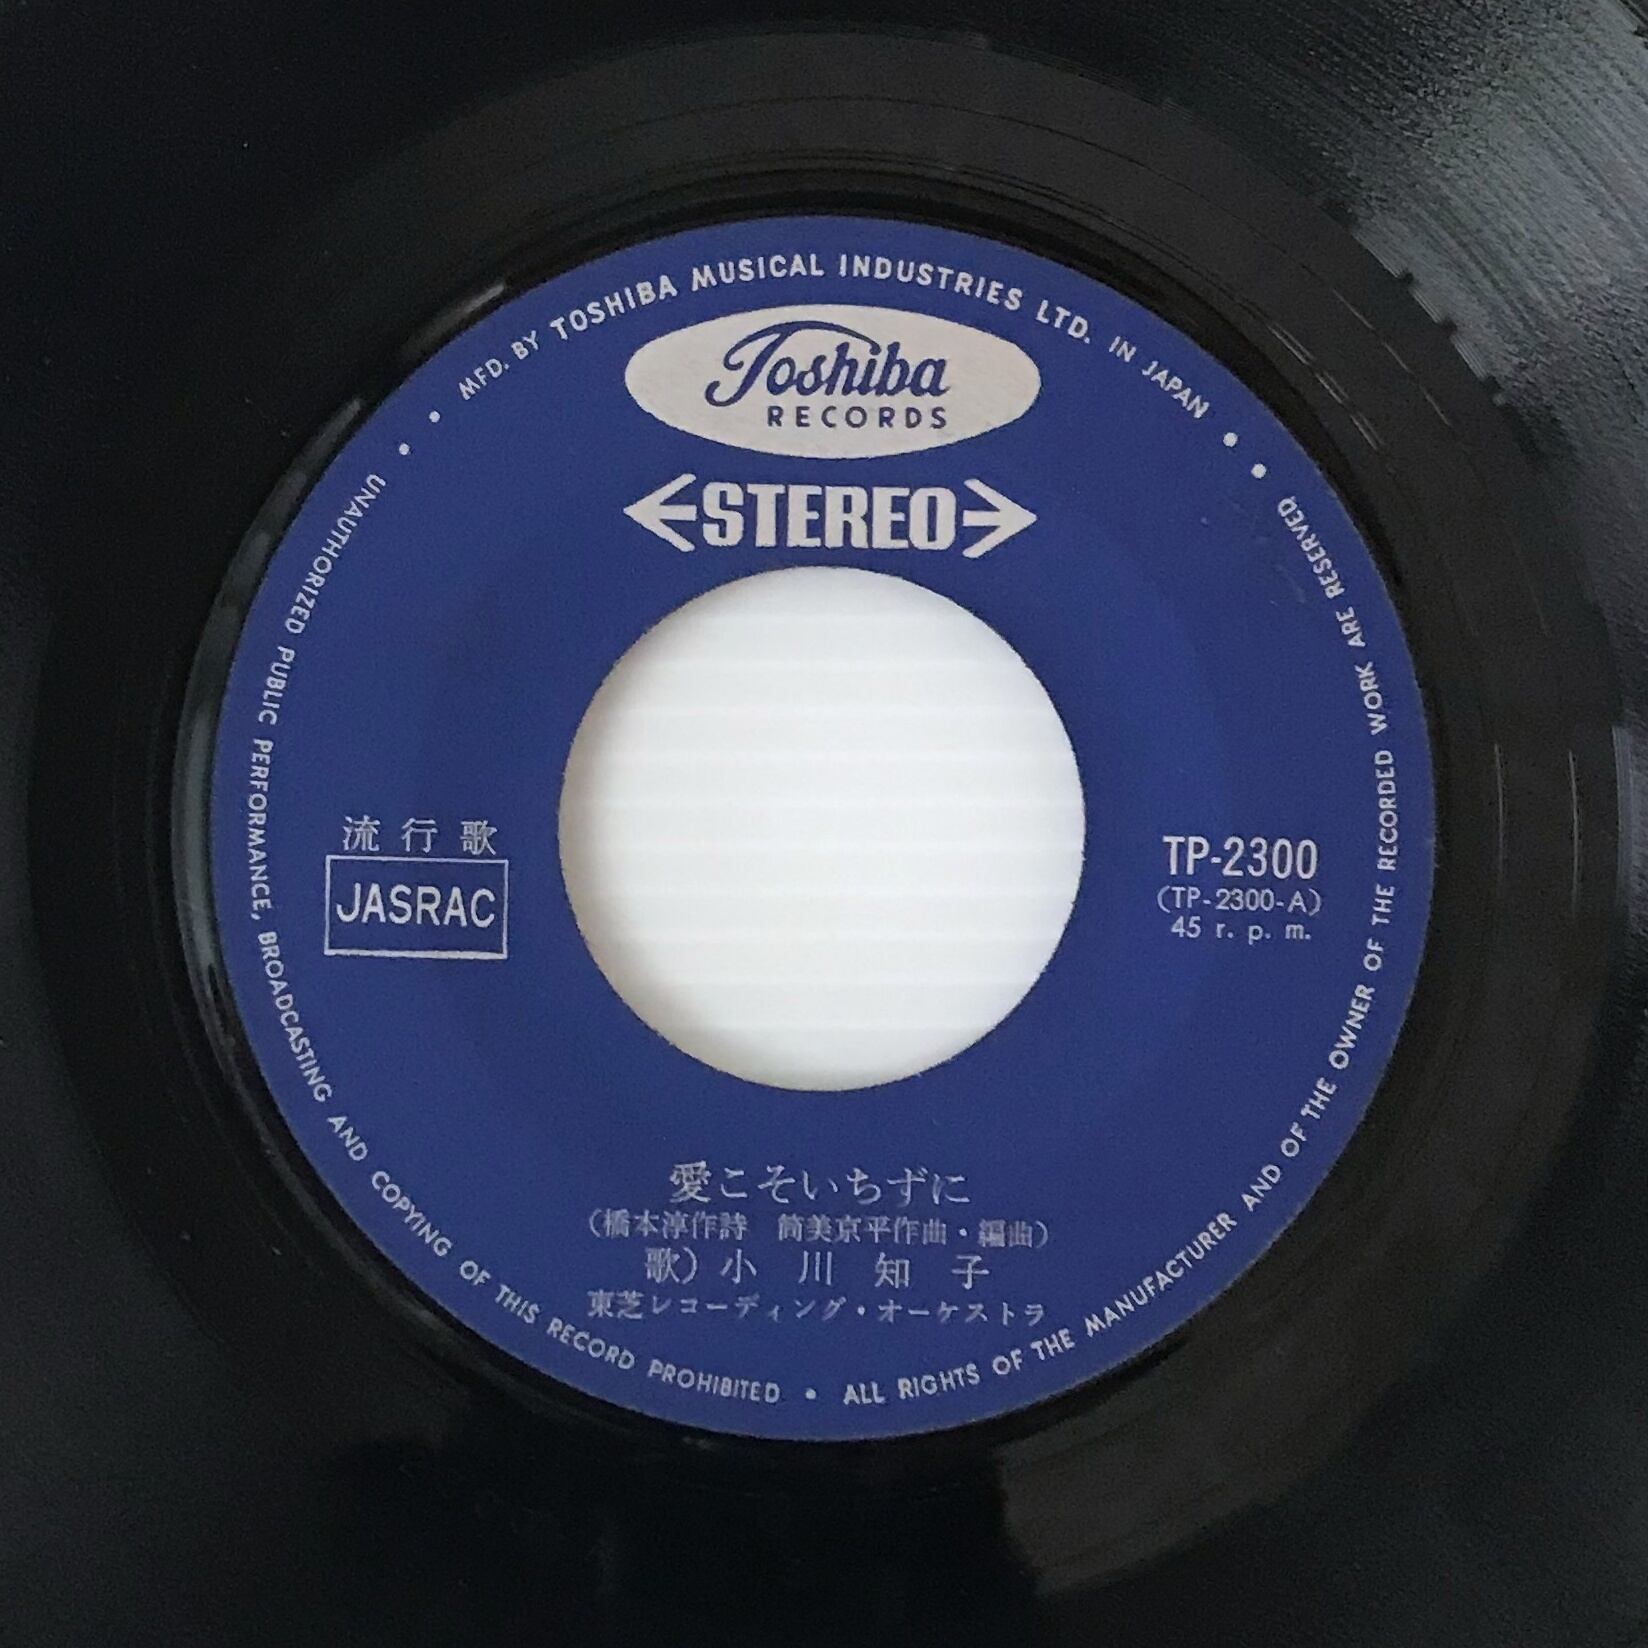 MFD. BY TOSHIBA MUSICAL INDUSTRIES LTD. IN JAPAN
Toshiba
RECORDS
STEREO
流行歌
JASRAC
TP-2300
(TP-2300-A)
45 r. p. m.
愛こそいちずに
(橋本淳作詩　筒美京平作曲・編曲)
歌) 小川知子
東芝レコーディング・オーケストラ
UNAUTHORIZED PUBLIC PERFORMANCE, BROADCASTING AND COPYING OF THIS RECORD PROHIBITED • ALL RIGHTS OF THE MANUFACTURER AND OF THE OWNER OF THE RECORDED WORK ARE RESERVED